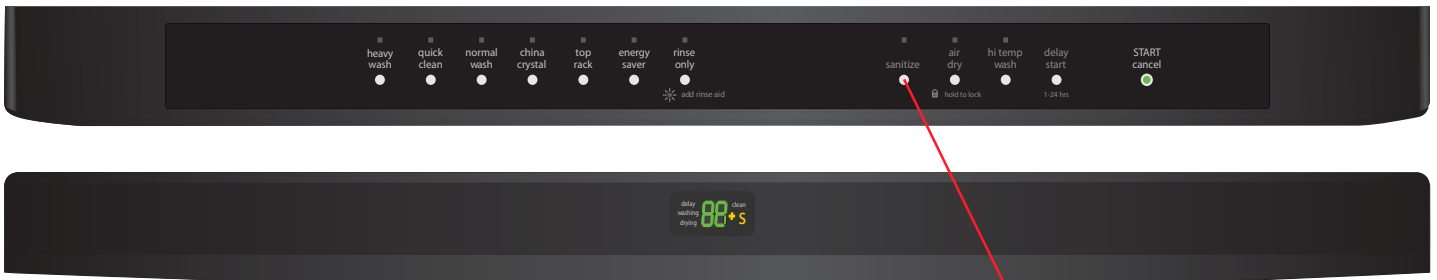 heavy wash
quick clean
normal wash
china crystal
top rack
energy saver
rinse only
add rinse aid
sanitize
air dry
hold to lock
hi temp wash
delay start
1-24 hrs
START cancel
delay
washing
drying
88+S
clean